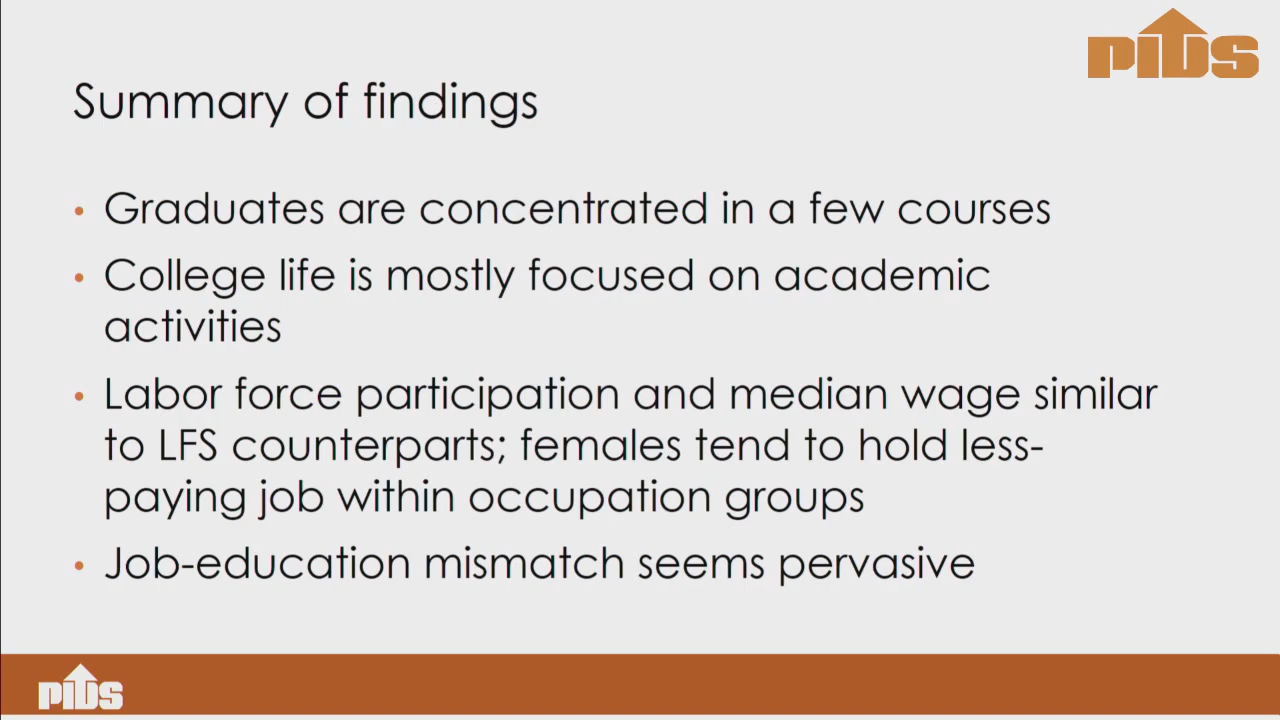 PIDS
Summary of findings
• Graduates are concentrated in a few courses
• College life is mostly focused on academic
activities
• Labor force participation and median wage similar
to LFS counterparts; females tend to hold less-
paying job within occupation groups
• Job-education mismatch seems pervasive
PIDS